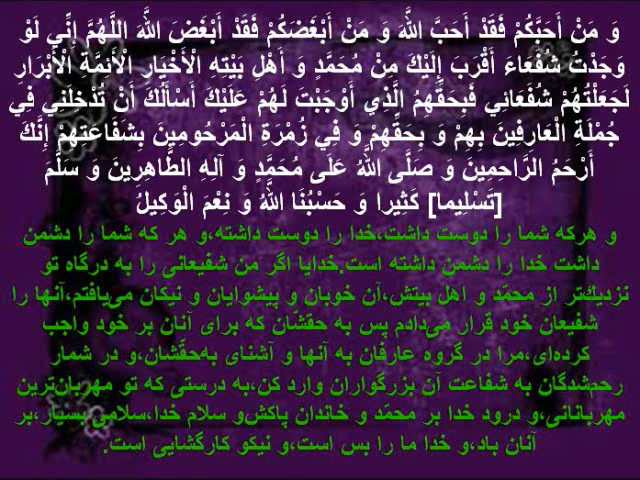 وَ مَنْ أَحَبَّكُمْ فَقَدْ أَحَبَّ اللَّهَ وَ مَنْ أَبْغَضَكُمْ فَقَدْ أَبْغَضَ اللَّهَ اللَّهُمَّ إِنِّي لَوْ
وَجَدْتُ شُفَعَاءَ أَقْرَبَ إِلَيْكَ مِنْ مُحَمَّدٍ وَ أَهْلِ بَيْتِهِ الْأَخْيَارِ الْأَئِمَّةِ الْأَبْرَارِ
لَجَعَلْتُهُمْ شُفَعَائِي فَبِحَقِّهِمُ الَّذِي أَوْجَبْتَ لَهُمْ عَلَيْكَ أَسْأَلُكَ أَنْ تُدْخِلَنِي فِي
جُمْلَةِ الْعَارِفِينَ بِهِمْ وَ بِحَقِّهِمْ وَ فِي زُمْرَةِ الْمَرْحُومِينَ بِشَفَاعَتِهِمْ إِنَّكَ
أَرْحَمُ الرَّاحِمِينَ وَ صَلَّى اللَّهُ عَلَى مُحَمَّدٍ وَ آلِهِ الطَّاهِرِينَ وَ سَلَّمَ
[تَسْلِيما] كَثِيرا وَ حَسْبُنَا اللَّهُ وَ نِعْمَ الْوَكِيلُ
و هرکه شما را دوست داشت،خدا را دوست داشته،و هر که شما را دشمن
داشت خدا را دشمن داشته است.خدایا اگر من شفیعانی را به درگاه تو
نزدیک‌تر از محمّد و اهل بیتش،آن خوبان و پیشوایان و نیکان می‌یافتم،آنها را
شفیعان خود قرار می‌دادم پس به حقشّان که برای آنان بر خود واجب
کرده‌ای،مرا در گروه عارفان به آنها و آشنای به‌حقّشان،و در شمار
رحم‌شدگان به شفاعت آن بزرگواران وارد کن،به درستی که تو مهربان‌ترین
مهربانانی،و درود خدا بر محمّد و خاندان پاکش‌و سلام خدا،سلامی بسیار،بر
آنان باد،و خدا ما را بس است،و نیکو کارگشایی است.